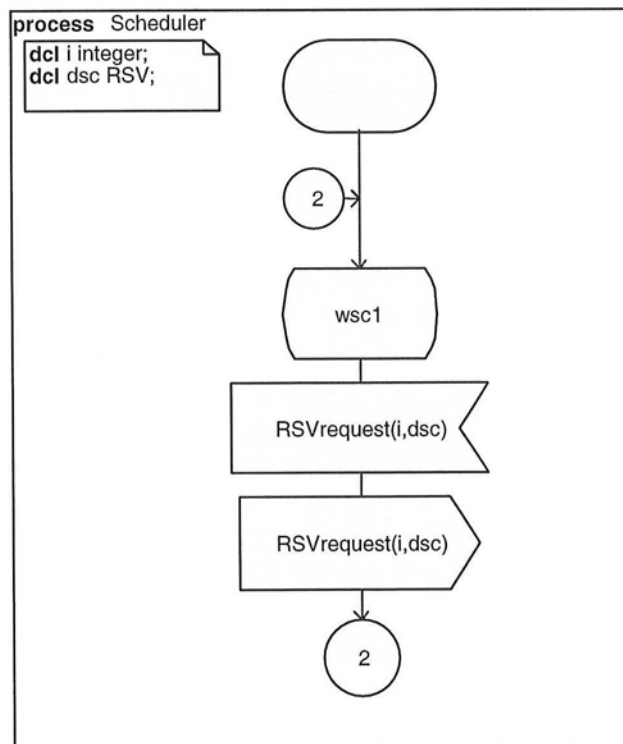 process Scheduler
dcl i integer;
dcl dsc RSV;
2
wsc1
RSVrequest(i,dsc)
RSVrequest(i,dsc)
2